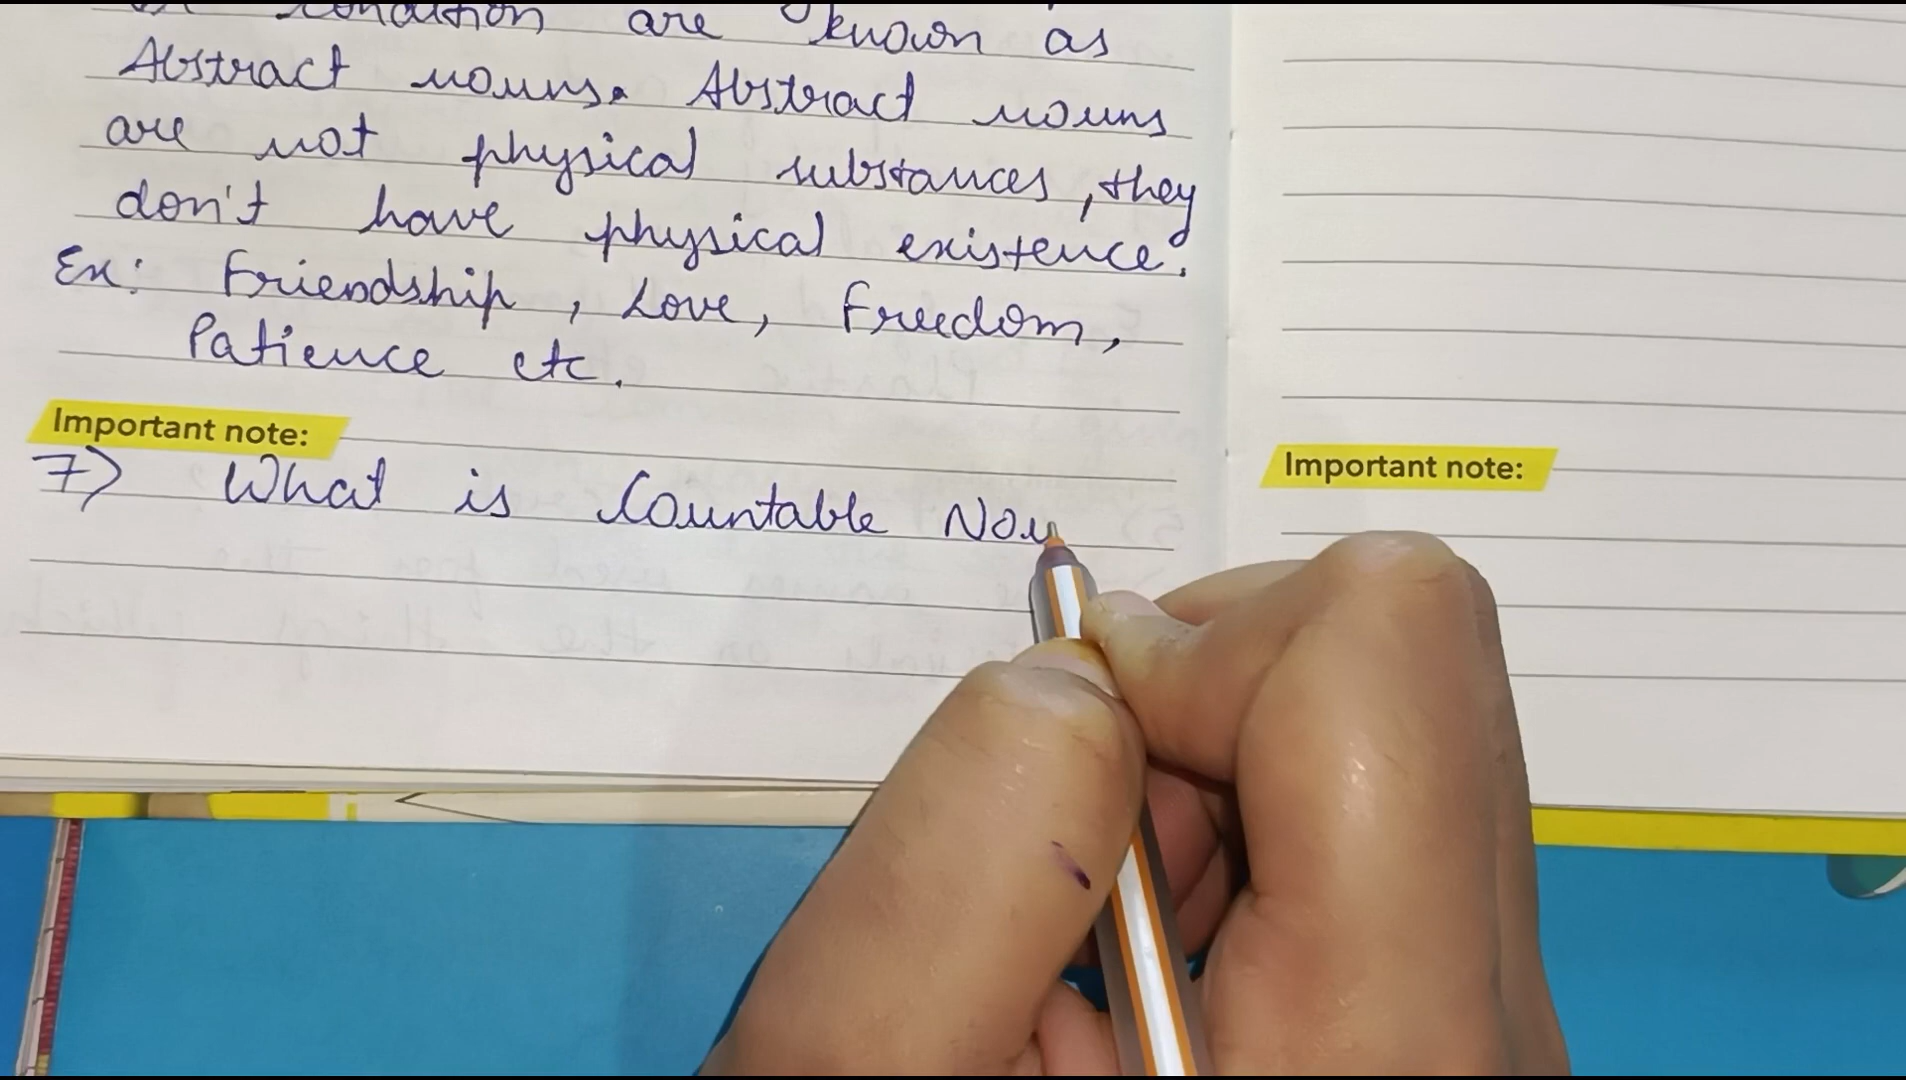 condition are known as
Abstract nouns. Abstract nouns
are not physical substances, they
don't have physical existence.
Ex: Friendship, Love, Freedom,
Patience etc.
Important note:
7) What is Countable Nou
Important note: